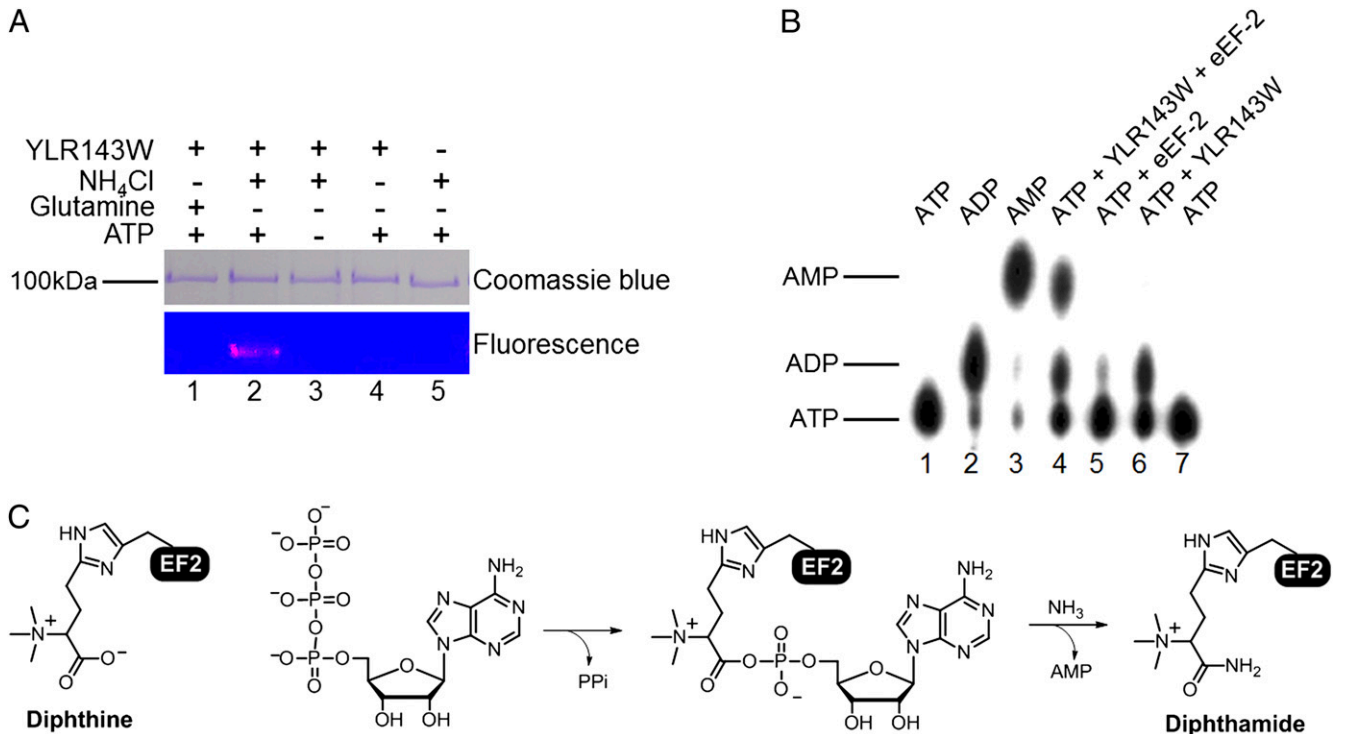 A
YLR143W + + + + -
NH4Cl - + + - +
Glutamine + - - - -
ATP + + - + +
100kDa
Coomassie blue
Fluorescence
1 2 3 4 5
B
ATP
ADP
AMP
ATP + YLR143W + eEF-2
ATP + eEF-2
ATP + YLR143W
ATP
AMP
ADP
ATP
1 2 3 4 5 6 7
C
HN
N
EF2
N+
O
O−
Diphthine
O−
−O P O
O
−O P O
O
−O P O
O
O
OH OH
NH2
N
N
N
N
PPi
HN
N
EF2
N+
O
O P O
O
O−
O
OH OH
NH2
N
N
N
N
NH3
AMP
HN
N
EF2
N+
O
NH2
Diphthamide